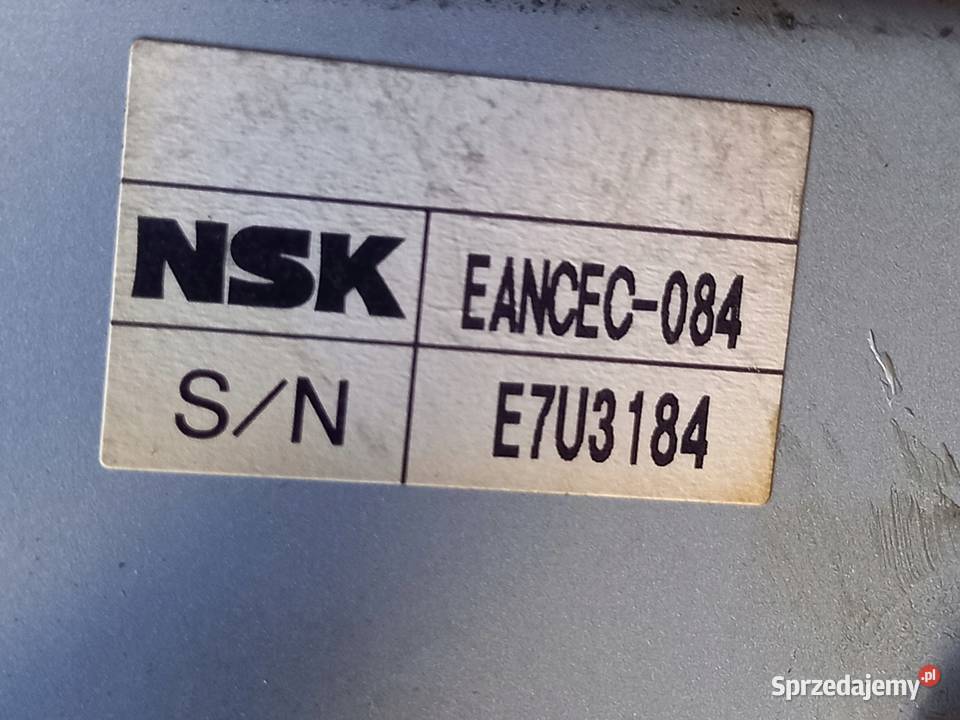 NSK EANCEC-084
S/N E7U3184
Sprzedajemy.pl